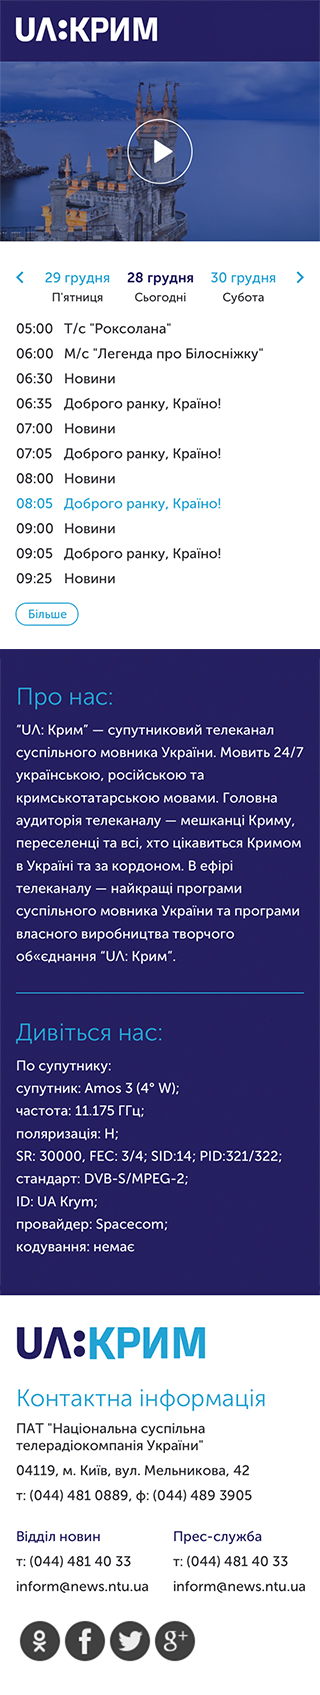 UA:КРИМ
29 грудня 28 грудня 30 грудня
П'ятниця Сьогодні Субота
05:00 Т/с "Роксолана"
06:00 М/с "Легенда про Білосніжку"
06:30 Новини
06:35 Доброго ранку, Країно!
07:00 Новини
07:05 Доброго ранку, Країно!
08:00 Новини
08:05 Доброго ранку, Країно!
09:00 Новини
09:05 Доброго ранку, Країно!
09:25 Новини
Більше
Про нас:
“UΛ: Крим” — супутниковий телеканал
суспільного мовника України. Мовить 24/7
українською, російською та
кримськотатарською мовами. Головна
аудиторія телеканалу — мешканці Криму,
переселенці та всі, хто цікавиться Кримом
в Україні та за кордоном. В ефірі
телеканалу — найкращі програми
суспільного мовника України та програми
власного виробництва творчого
об«єднання “UΛ: Крим”.
Дивіться нас:
По супутнику:
супутник: Amos 3 (4° W);
частота: 11.175 ГГц;
поляризація: H;
SR: 30000, FEC: 3/4; SID:14; PID:321/322;
стандарт: DVB-S/MPEG-2;
ID: UA Krym;
провайдер: Spacecom;
кодування: немає
UA:КРИМ
Контактна інформація
ПАТ "Національна суспільна
телерадіокомпанія України"
04119, м. Київ, вул. Мельникова, 42
т: (044) 481 0889, ф: (044) 489 3905
Відділ новин Прес-служба
т: (044) 481 40 33 т: (044) 481 40 33
inform@news.ntu.ua inform@news.ntu.ua